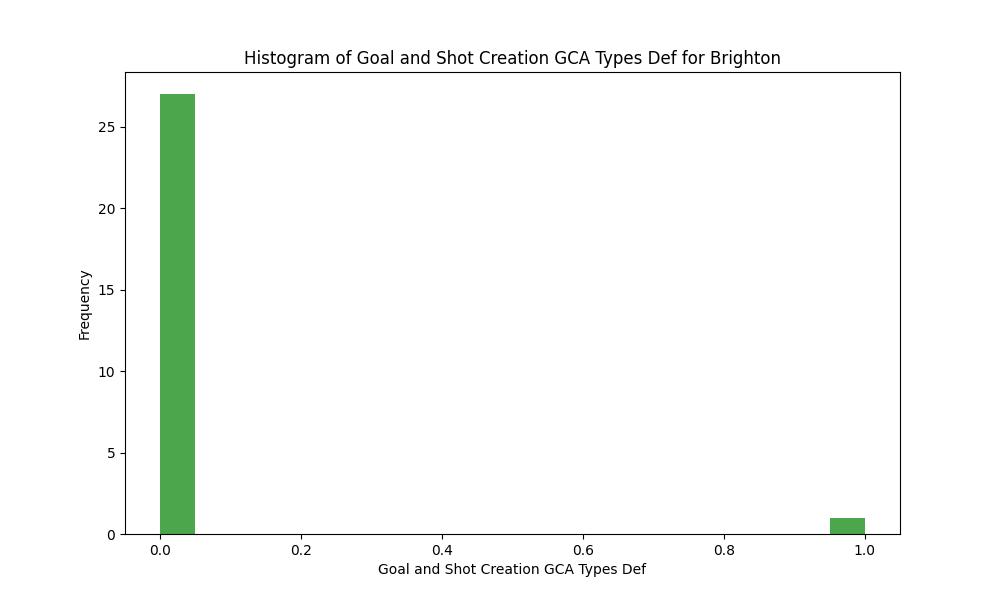 Histogram of Goal and Shot Creation GCA Types Def for Brighton
Frequency
25
20
15
10
5
0
0.0 0.2 0.4 0.6 0.8 1.0
Goal and Shot Creation GCA Types Def